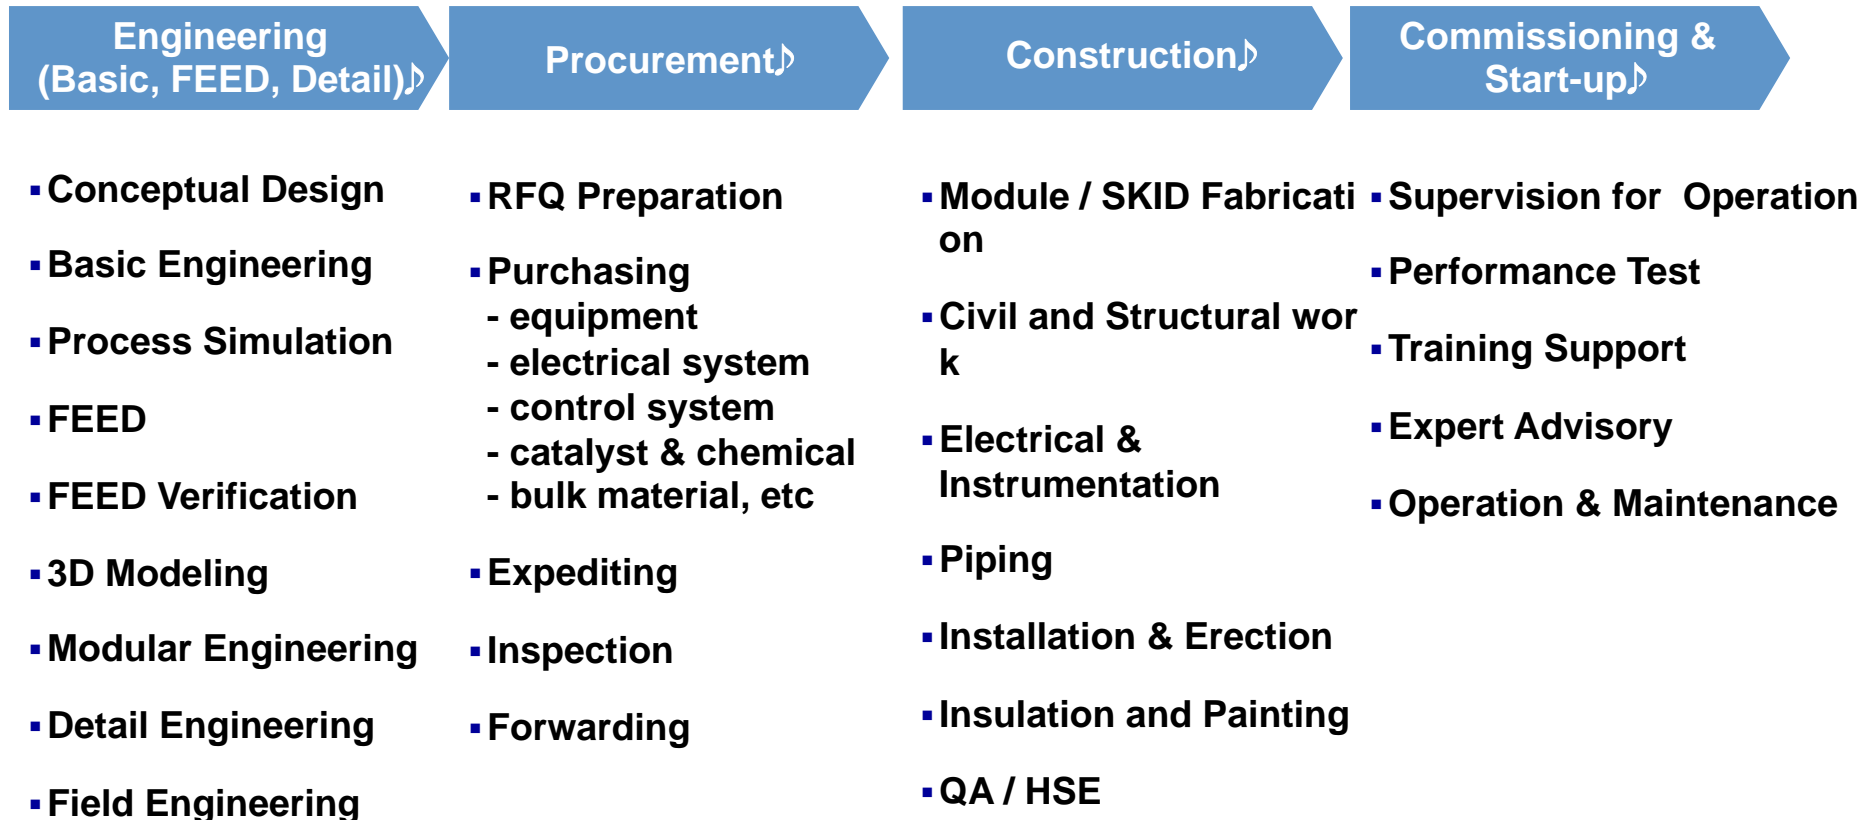 Engineering
(Basic, FEED, Detail)♪
Procurement♪
Construction♪
Commissioning &
Start-up♪
▪Conceptual Design
▪Basic Engineering
▪Process Simulation
▪FEED
▪FEED Verification
▪3D Modeling
▪Modular Engineering
▪Detail Engineering
▪Field Engineering
▪RFQ Preparation
▪Purchasing
- equipment
- electrical system
- control system
- catalyst & chemical
- bulk material, etc
▪Expediting
▪Inspection
▪Forwarding
▪Module / SKID Fabricati
on
▪Civil and Structural wor
k
▪Electrical &
Instrumentation
▪Piping
▪Installation & Erection
▪Insulation and Painting
▪QA / HSE
▪Supervision for  Operation
▪Performance Test
▪Training Support
▪Expert Advisory
▪Operation & Maintenance